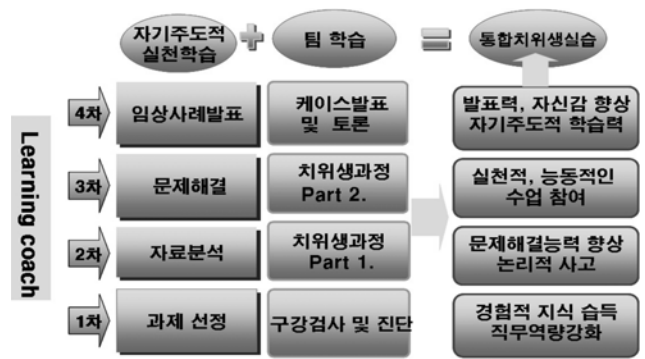 자기주도적
실천학습
팀 학습
통합치위생실습
Learning coach
4차
임상사례발표
케이스발표
및 토론
발표력, 자신감 향상
자기주도적 학습력
3차
문제해결
치위생과정
Part 2.
실천적, 능동적인
수업 참여
2차
자료분석
치위생과정
Part 1.
문제해결능력 향상
논리적 사고
1차
과제 선정
구강검사 및 진단
경험적 지식 습득
직무역량강화